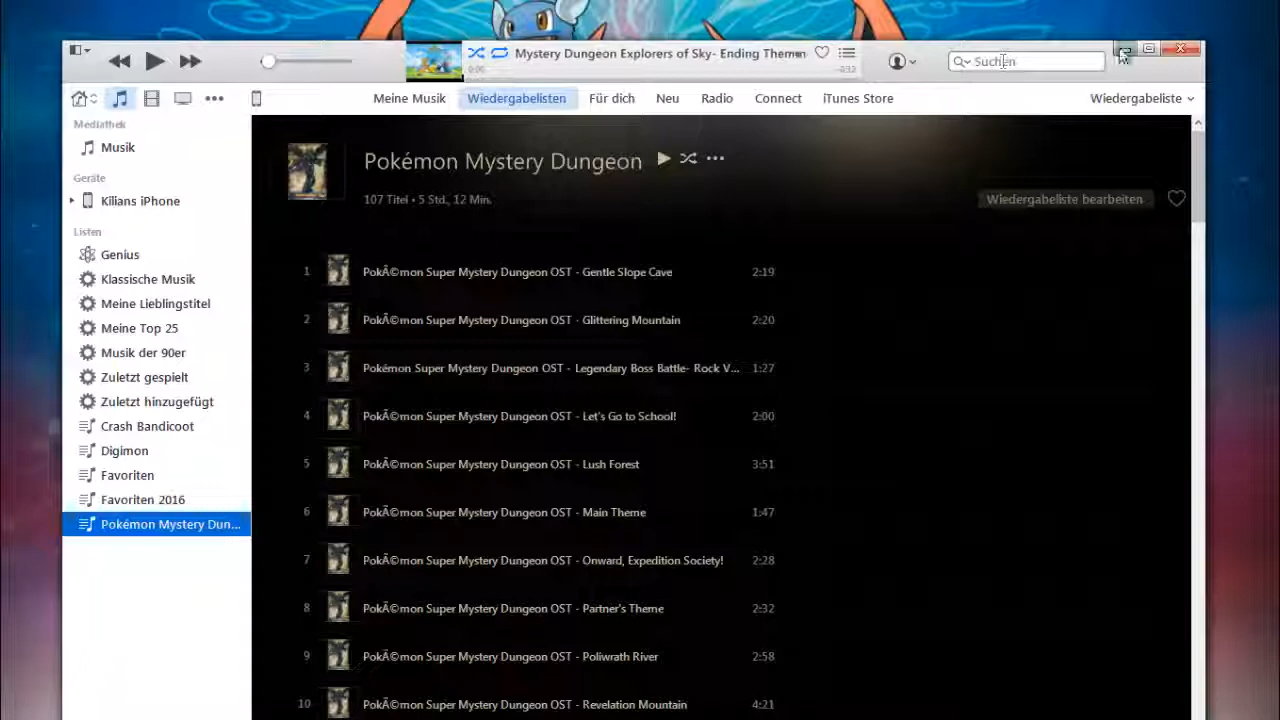 Mystery Dungeon Explorers of Sky- Ending Theme
0:00
-0:32
Suchen
Meine Musik
Wiedergabelisten
Für dich
Neu
Radio
Connect
iTunes Store
Wiedergabeliste
Mediathek
Musik
Geräte
Kilians iPhone
Listen
Genius
Klassische Musik
Meine Lieblingstitel
Meine Top 25
Musik der 90er
Zuletzt gespielt
Zuletzt hinzugefügt
Crash Bandicoot
Digimon
Favoriten
Favoriten 2016
Pokémon Mystery Dun...
Pokémon Mystery Dungeon
107 Titel • 5 Std., 12 Min.
Wiedergabeliste bearbeiten
1 PokÃ©mon Super Mystery Dungeon OST - Gentle Slope Cave 2:19
2 PokÃ©mon Super Mystery Dungeon OST - Glittering Mountain 2:20
3 Pokémon Super Mystery Dungeon OST - Legendary Boss Battle- Rock V... 1:27
4 PokÃ©mon Super Mystery Dungeon OST - Let's Go to School! 2:00
5 PokÃ©mon Super Mystery Dungeon OST - Lush Forest 3:51
6 PokÃ©mon Super Mystery Dungeon OST - Main Theme 1:47
7 PokÃ©mon Super Mystery Dungeon OST - Onward, Expedition Society! 2:28
8 PokÃ©mon Super Mystery Dungeon OST - Partner's Theme 2:32
9 PokÃ©mon Super Mystery Dungeon OST - Poliwrath River 2:58
10 PokÃ©mon Super Mystery Dungeon OST - Revelation Mountain 4:21